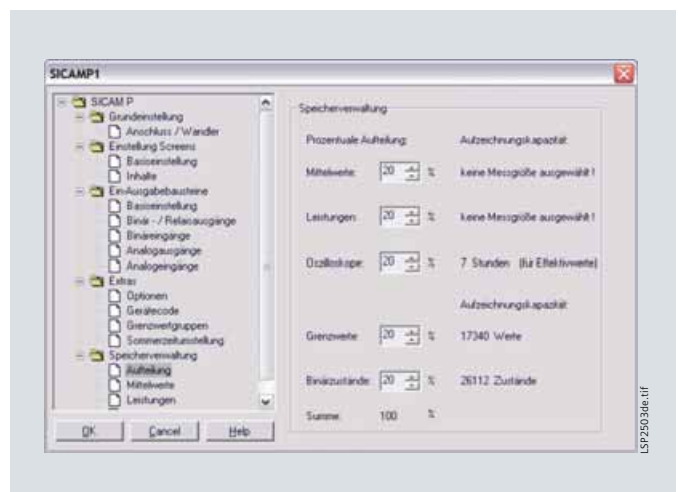 SICAMP1
SICAM P
Grundeinstellung
Anschluss / Wandler
Einstellung Screens
Basiseinstellung
Inhalte
Ein-Ausgabebausteine
Basiseinstellung
Binär - / Relaisausgänge
Binäreingänge
Analogausgänge
Analogeingänge
Extras
Optionen
Gerätecode
Grenzwertgruppen
Sommerzeitumstellung
Speicherverwaltung
Aufteilung
Mittelwerte
Leistungen
OK
Cancel
Help
Speicherverwaltung
Prozentuale Aufteilung: Aufzeichnungskapazität:
Mittelwerte: 20 % keine Messgröße ausgewählt !
Leistungen: 20 % keine Messgröße ausgewählt !
Oszilloskope: 20 % 7 Stunden (für Effektivwerte)
Aufzeichnungskapazität:
Grenzwerte: 20 % 17340 Werte
Binärzustände: 20 % 26112 Zustände
Summe: 100 %
LSP2503de.tif